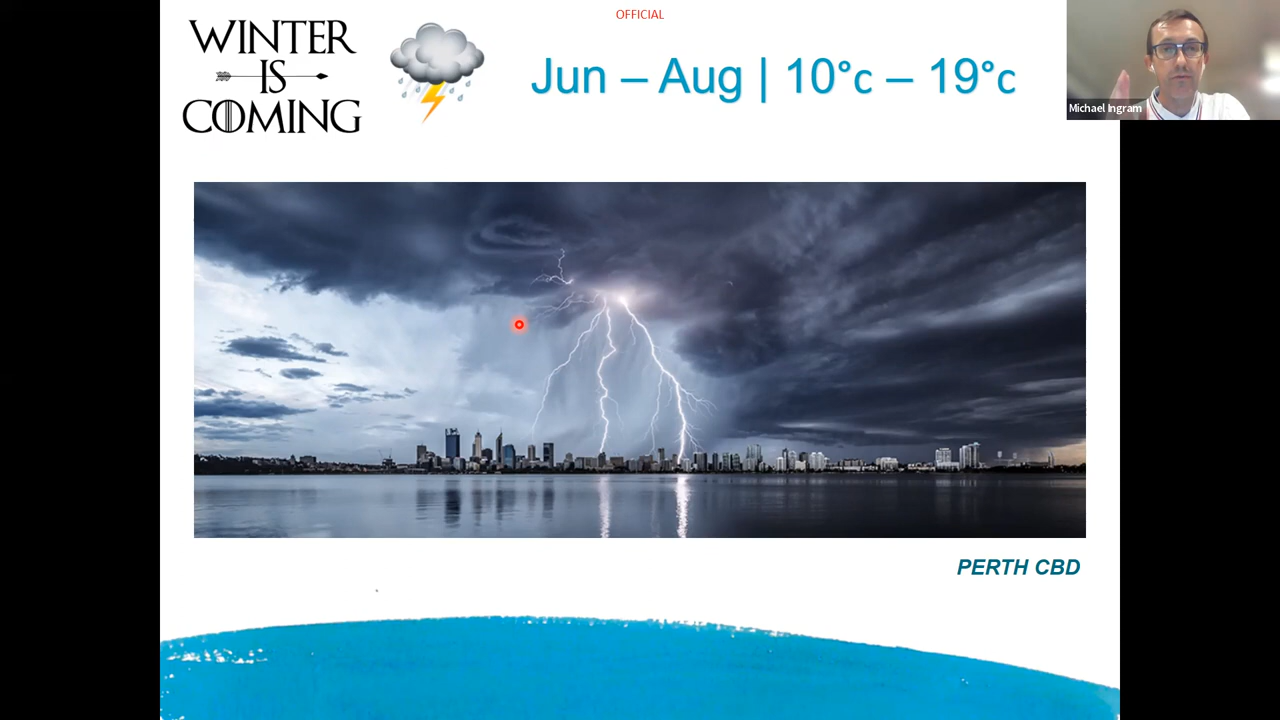 OFFICIAL
WINTER
IS
COMING
Jun – Aug | 10°c – 19°c
Michael Ingram
PERTH CBD